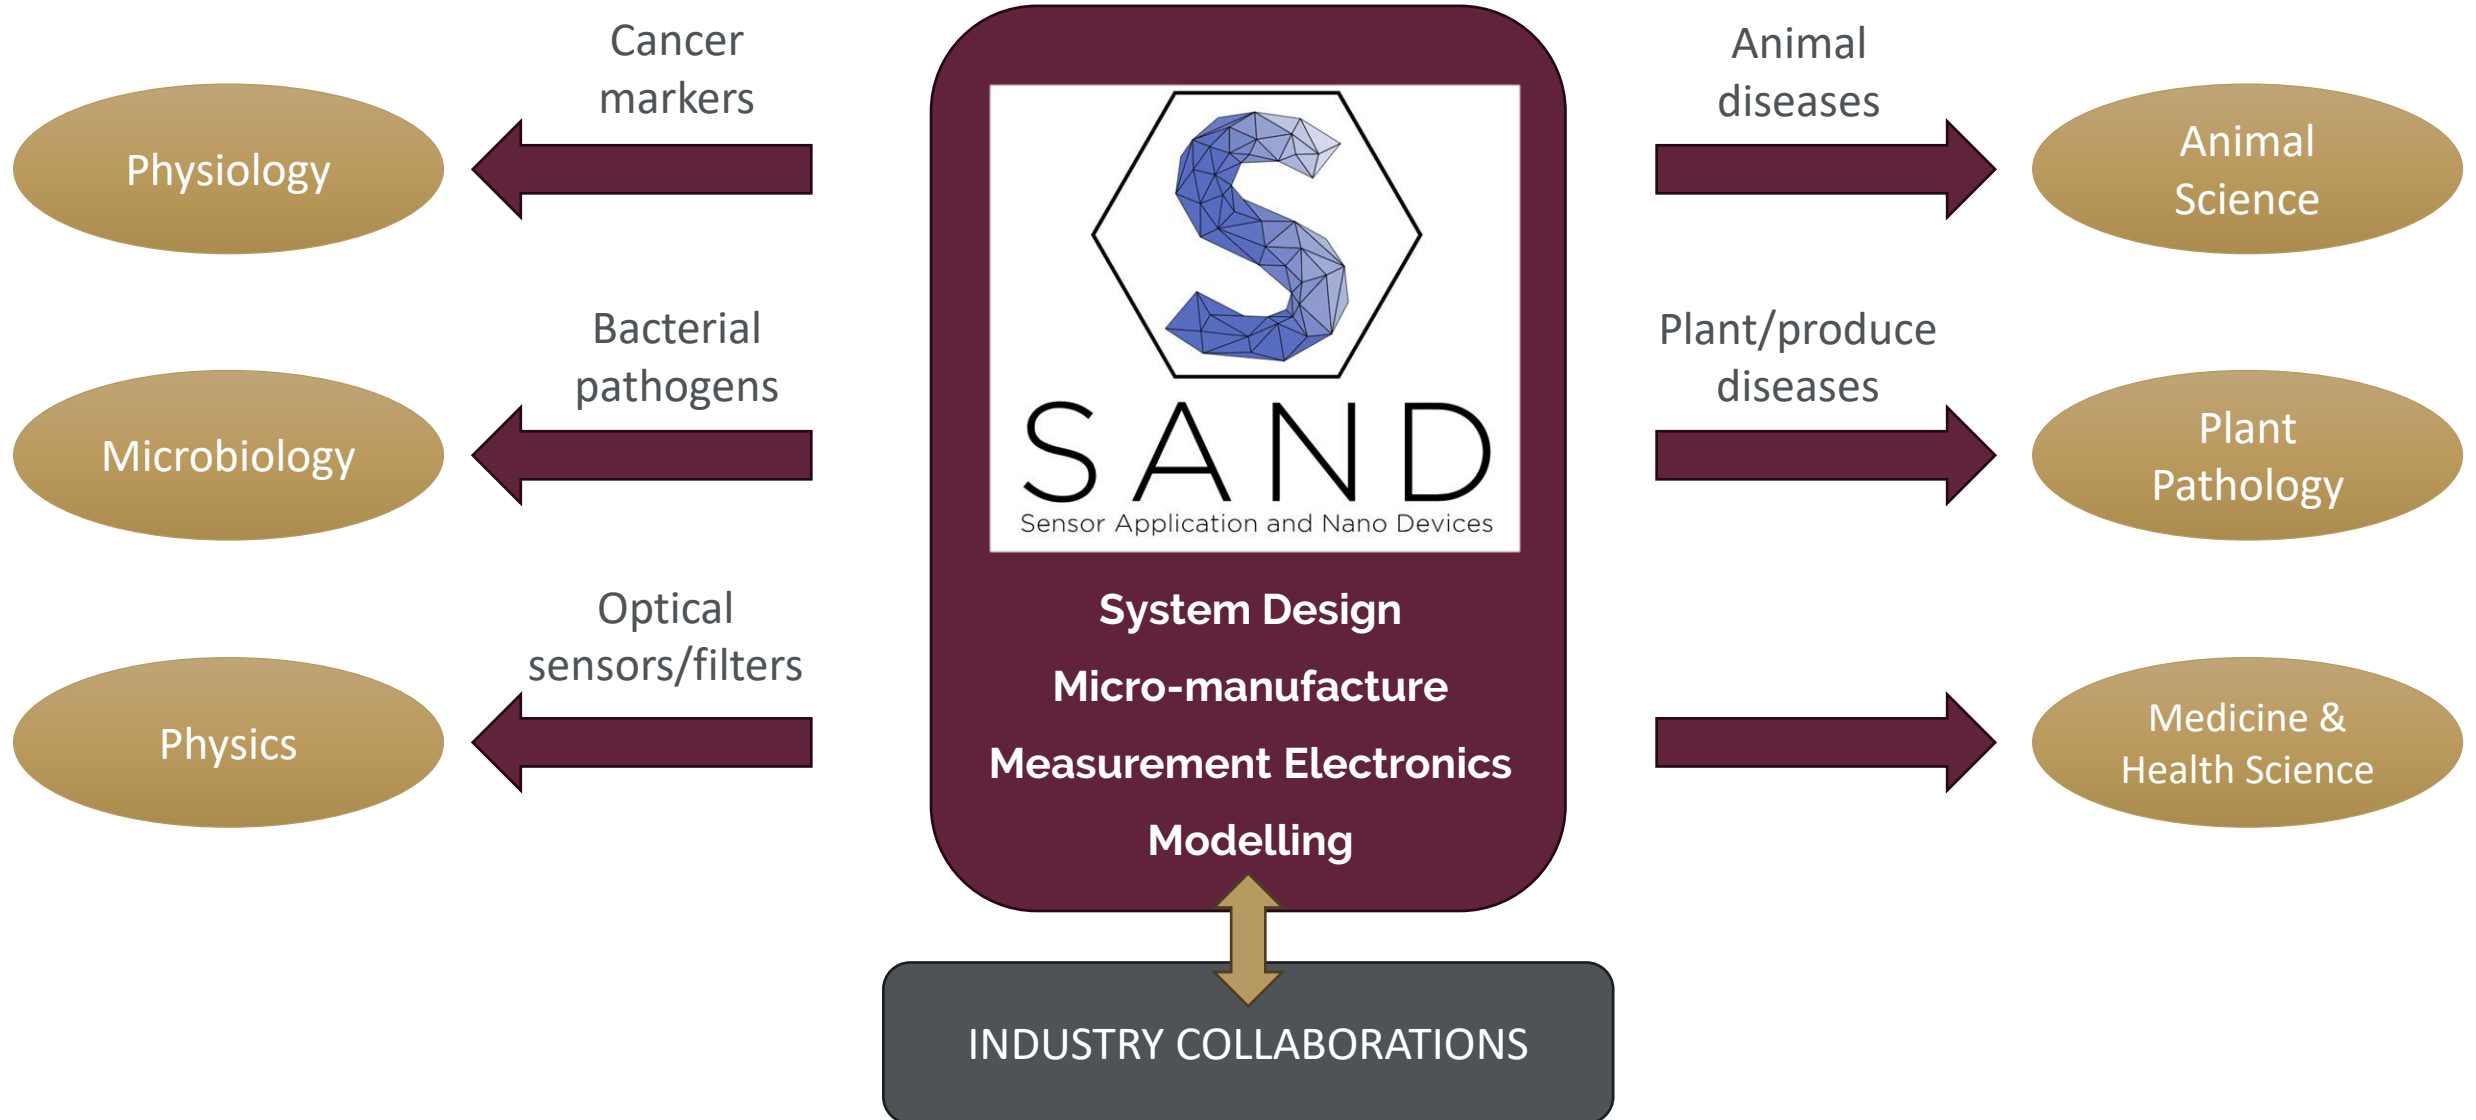 Cancer
markers
Physiology
Bacterial
pathogens
Microbiology
Optical
sensors/filters
Physics
SAND
Sensor Application and Nano Devices
System Design
Micro-manufacture
Measurement Electronics
Modelling
INDUSTRY COLLABORATIONS
Animal
diseases
Animal
Science
Plant/produce
diseases
Plant
Pathology
Medicine &
Health Science